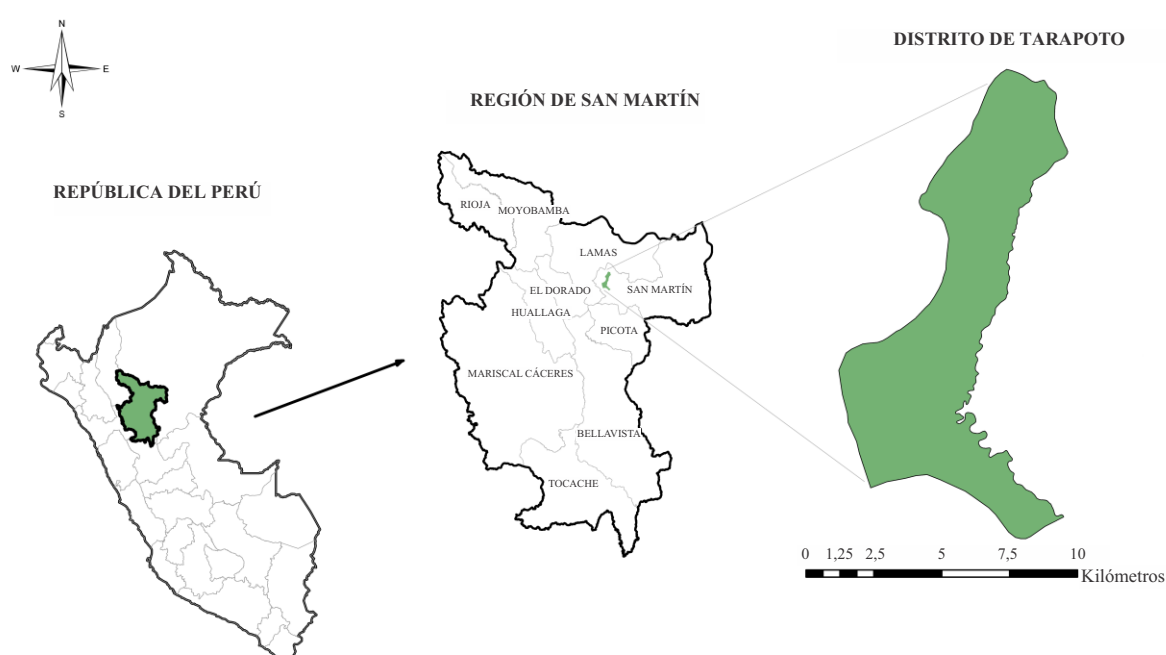 N
W E
S
DISTRITO DE TARAPOTO
REGIÓN DE SAN MARTÍN
REPÚBLICA DEL PERÚ
RIOJA
MOYOBAMBA
LAMAS
EL DORADO
SAN MARTÍN
HUALLAGA
PICOTA
MARISCAL CÁCERES
BELLAVISTA
TOCACHE
0 1,25 2,5 5 7,5 10
Kilómetros